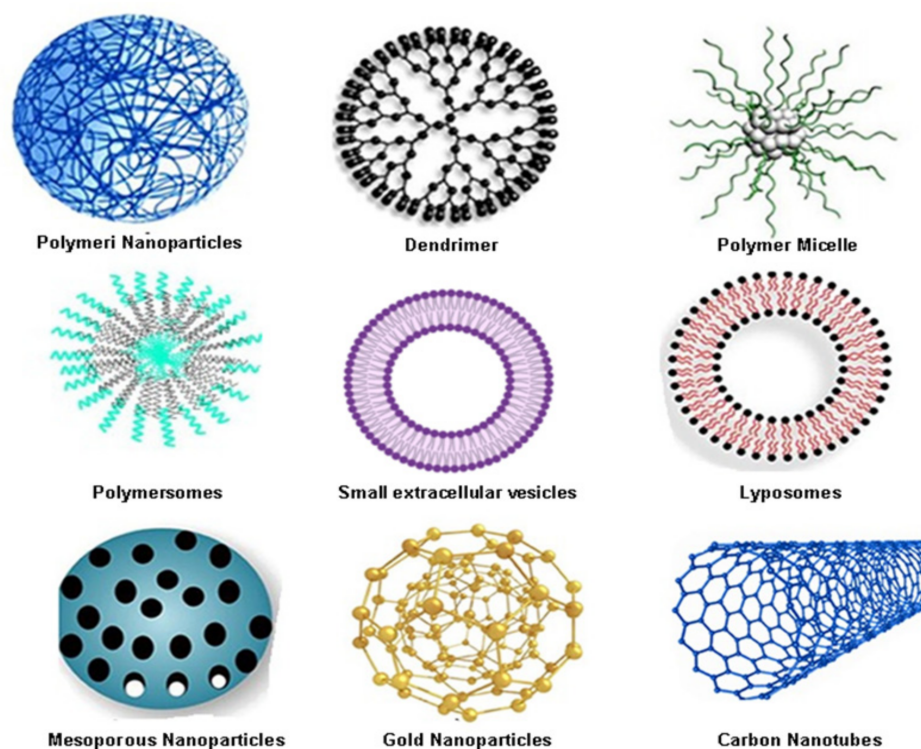 Polymeri Nanoparticles
Dendrimer
Polymer Micelle
Polymersomes
Small extracellular vesicles
Lyposomes
Mesoporous Nanoparticles
Gold Nanoparticles
Carbon Nanotubes